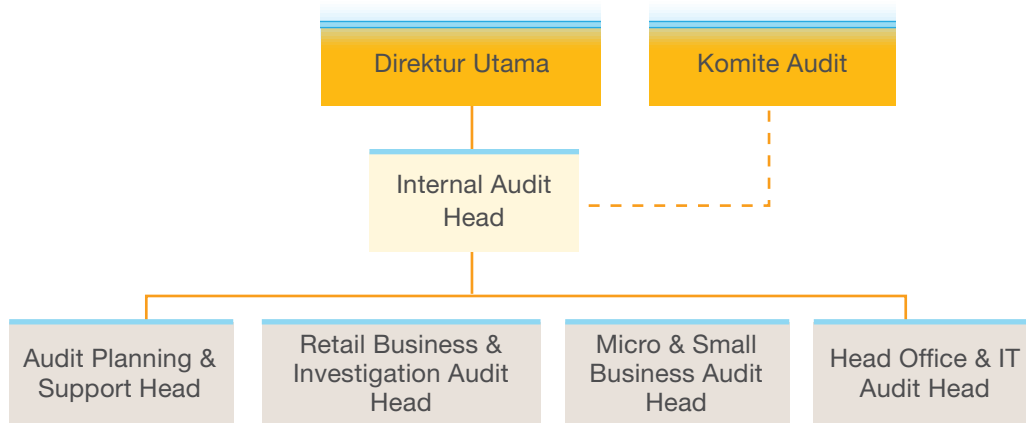 Direktur Utama
Komite Audit
Internal Audit
Head
Audit Planning &
Support Head
Retail Business &
Investigation Audit
Head
Micro & Small
Business Audit
Head
Head Office & IT
Audit Head